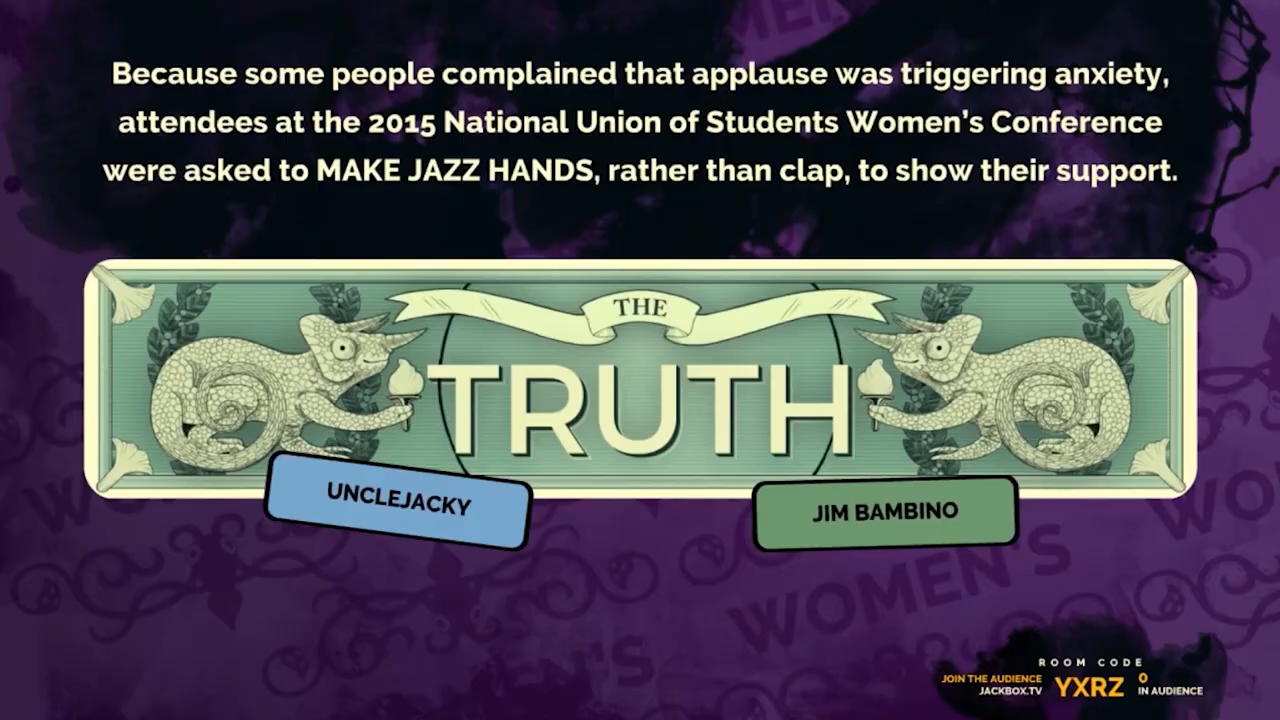 Because some people complained that applause was triggering anxiety,
attendees at the 2015 National Union of Students Women's Conference
were asked to MAKE JAZZ HANDS, rather than clap, to show their support.
THE
TRUTH
UNCLEJACKY
JIM BAMBINO
WOMEN'S
ROOM CODE
JOIN THE AUDIENCE
JACKBOX.TV
YXRZ
0
IN AUDIENCE